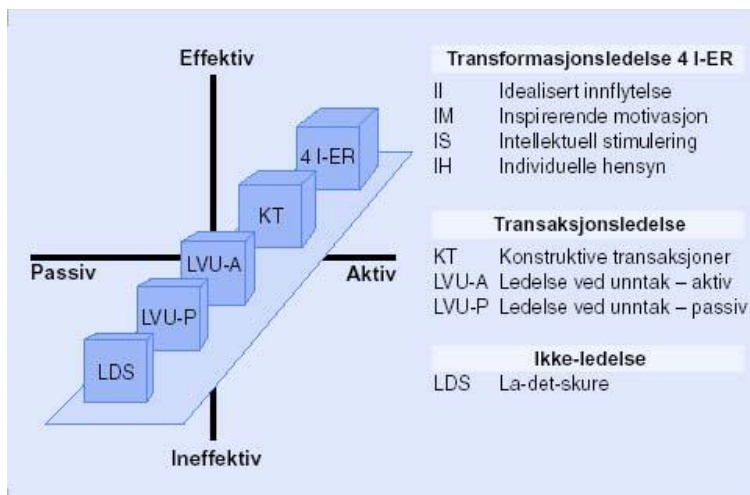 Effektiv
4 I-ER
KT
LVU-A
Passiv
Aktiv
LVU-P
LDS
Ineffektiv
Transformasjonsledelse 4 I-ER
II Idealisert innflytelse
IM Inspirerende motivasjon
IS Intellektuell stimulering
IH Individuelle hensyn
Transaksjonsledelse
KT Konstruktive transaksjoner
LVU-A Ledelse ved unntak – aktiv
LVU-P Ledelse ved unntak – passiv
Ikke-ledelse
LDS La-det-skure